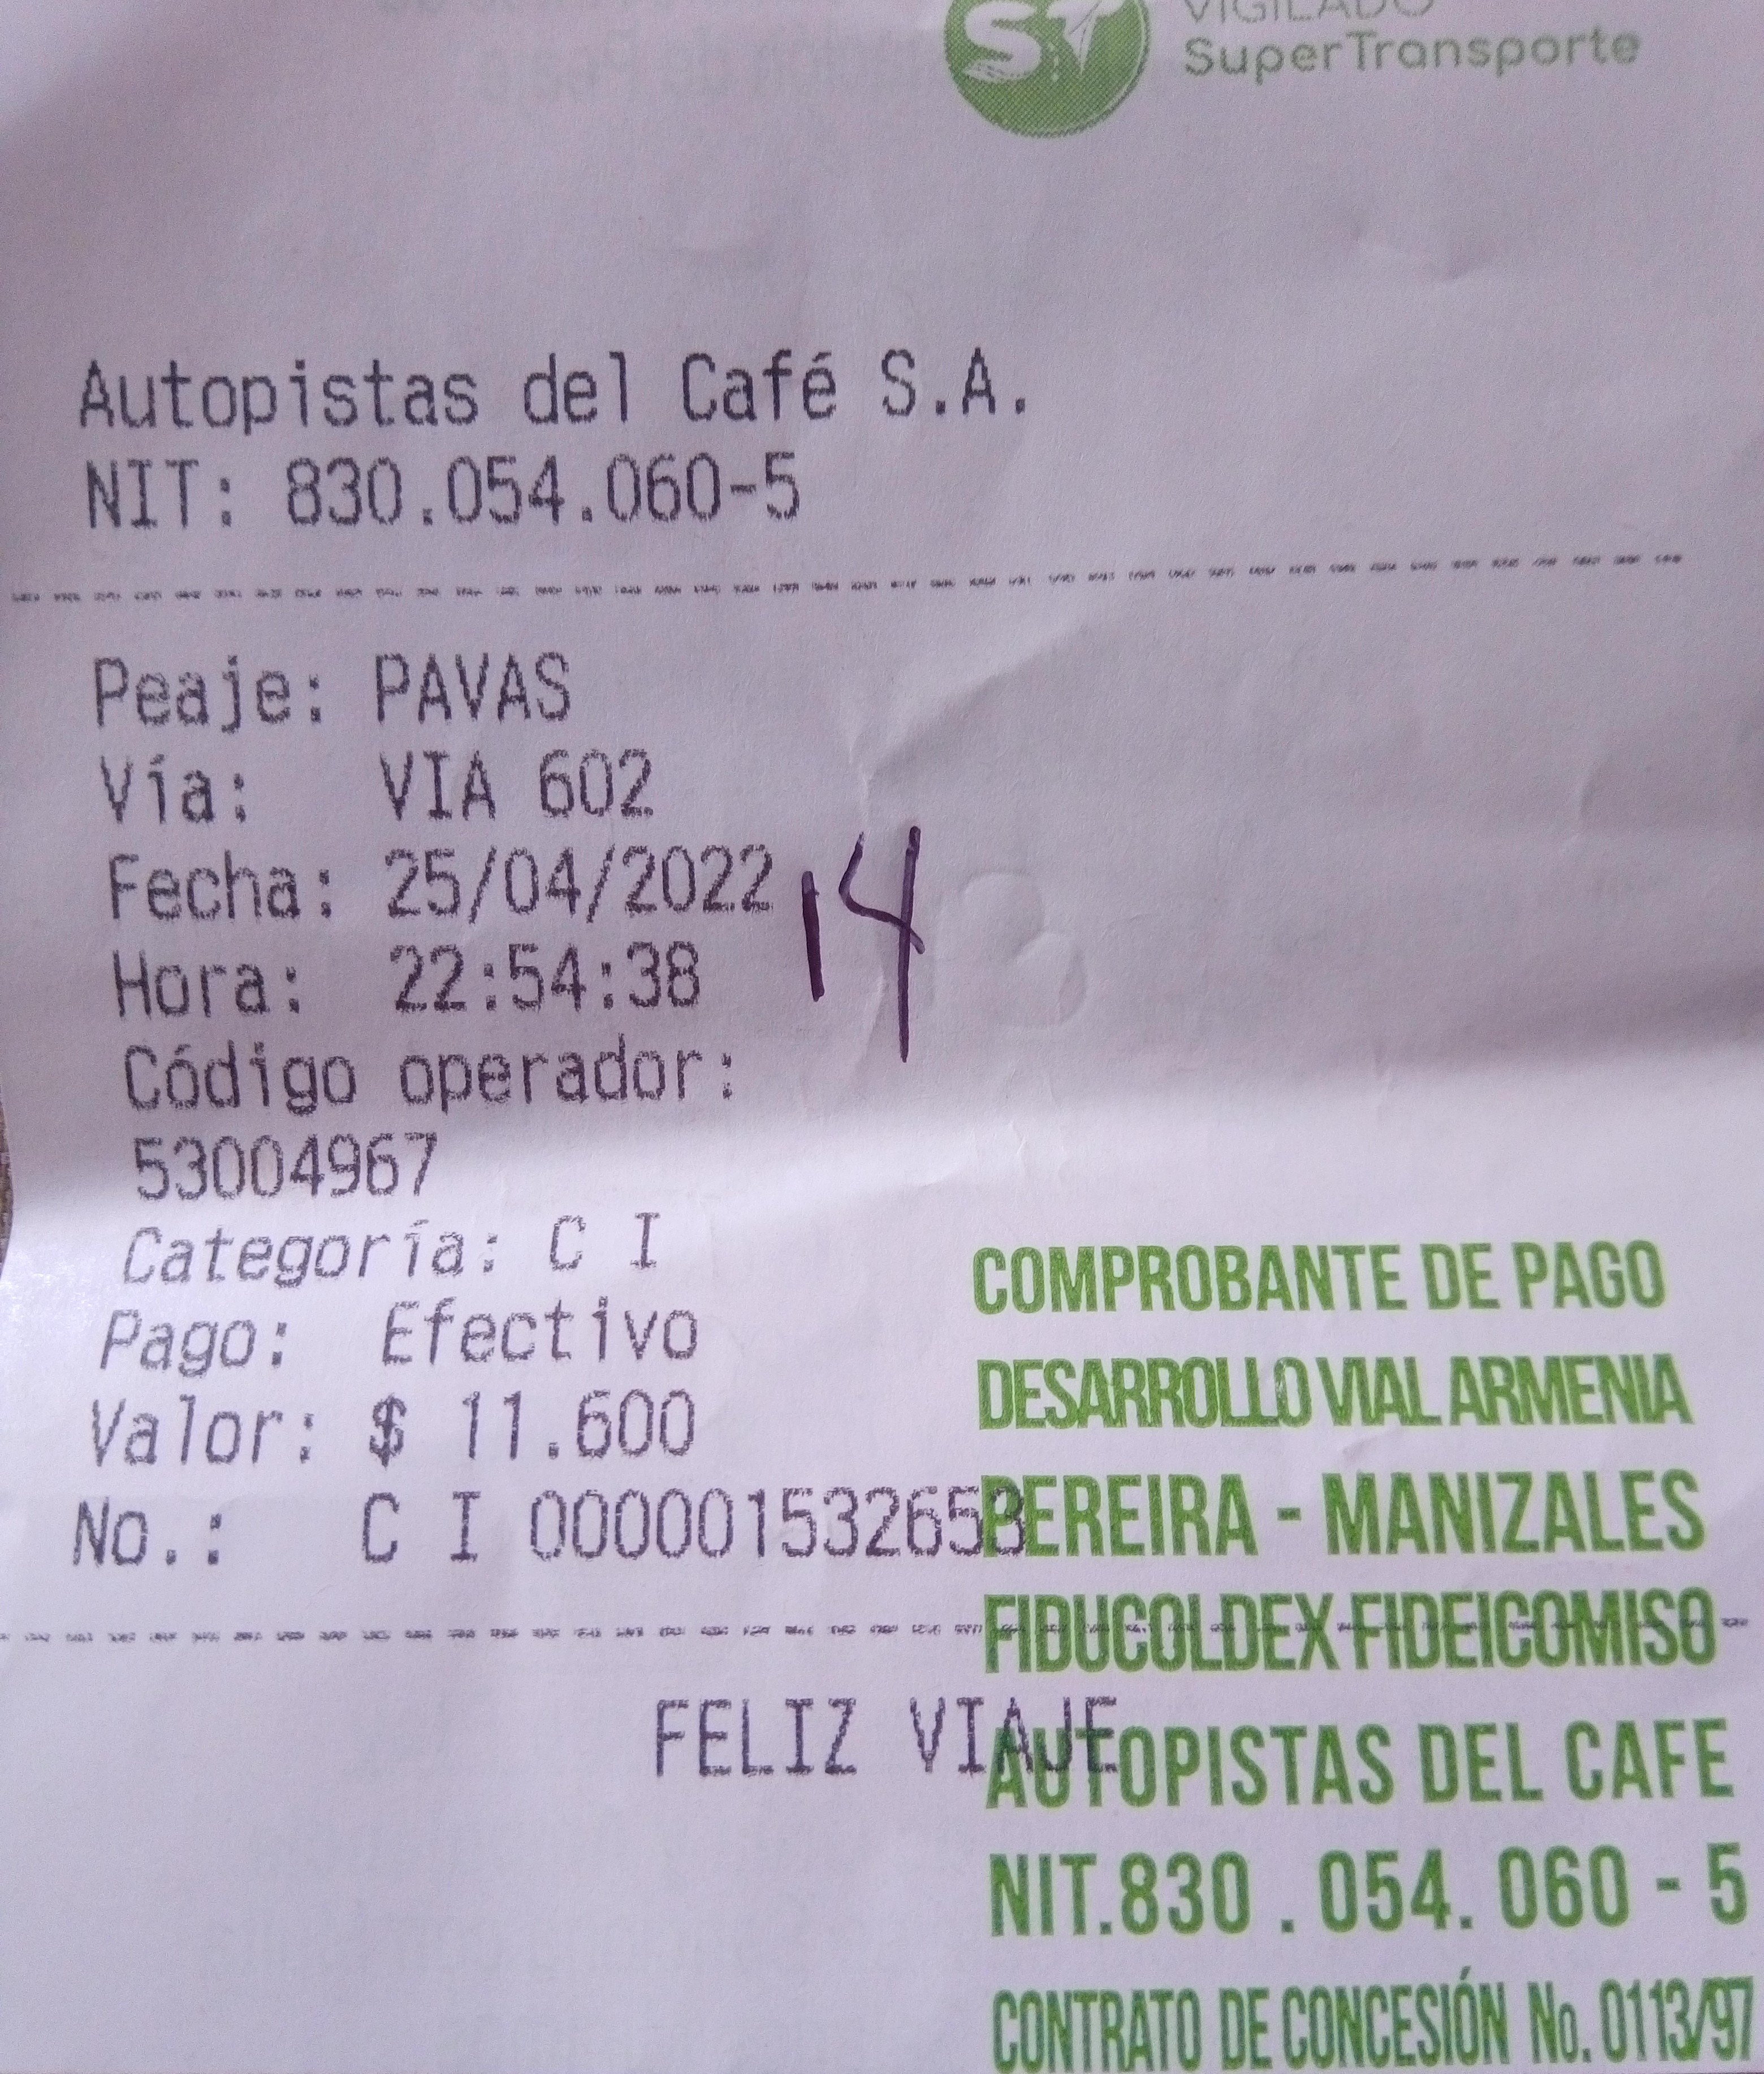 VIGILADO
SuperTransporte
Autopistas del Café S.A.
NIT: 830.054.060-5
Peaje: PAVAS
Vía: VIA 602
Fecha: 25/04/2022
14
Hora: 22:54:38
Código operador:
53004967
Categoría: C I
Pago: Efectivo
Valor: $ 11.600
No.: C I 0000001532653
FELIZ VIAJE
COMPROBANTE DE PAGO
DESARROLLO VIAL ARMENIA
PEREIRA - MANIZALES
FIDUCOLDEX FIDEICOMISO
AUTOPISTAS DEL CAFE
NIT.830 . 054. 060 - 5
CONTRATO DE CONCESIÓN No. 0113/97